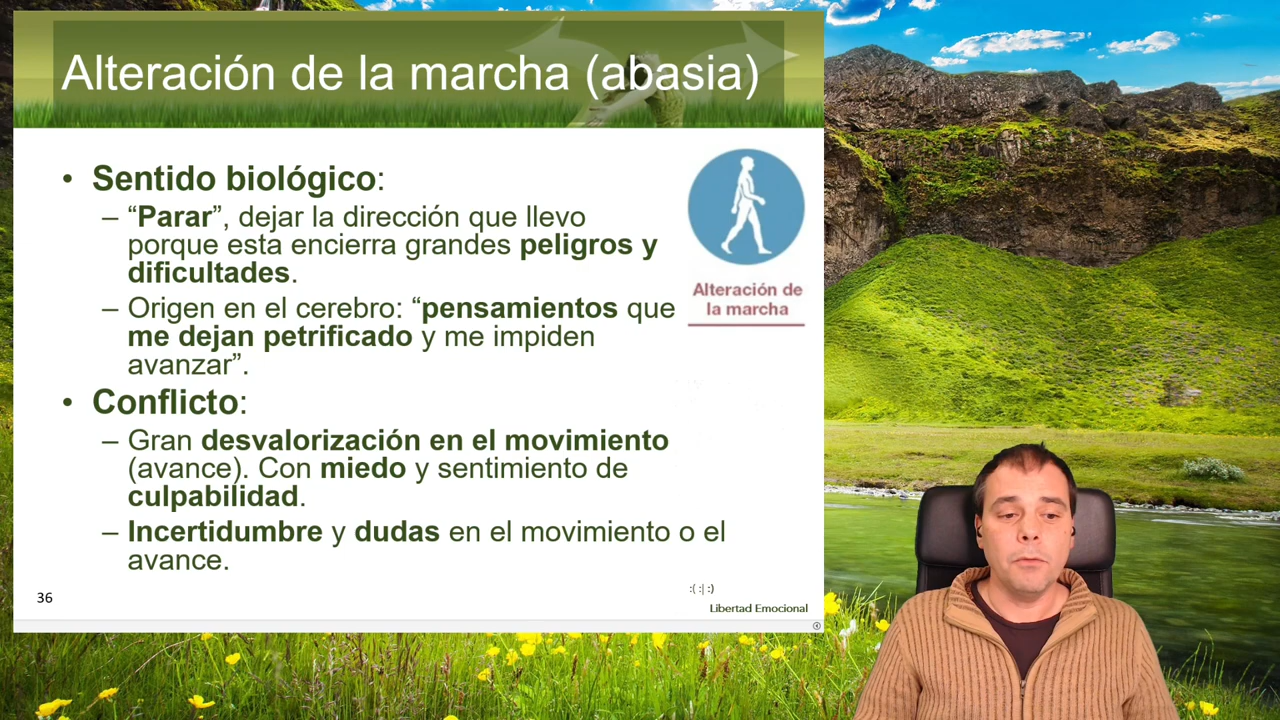 Alteración de la marcha (abasia)
• Sentido biológico:
– “Parar”, dejar la dirección que llevo
porque esta encierra grandes peligros y
dificultades.
– Origen en el cerebro: “pensamientos que
me dejan petrificado y me impiden
avanzar”.
Alteración de
la marcha
• Conflicto:
– Gran desvalorización en el movimiento
(avance). Con miedo y sentimiento de
culpabilidad.
– Incertidumbre y dudas en el movimiento o el
avance.
36
:( :| :)
Libertad Emocional